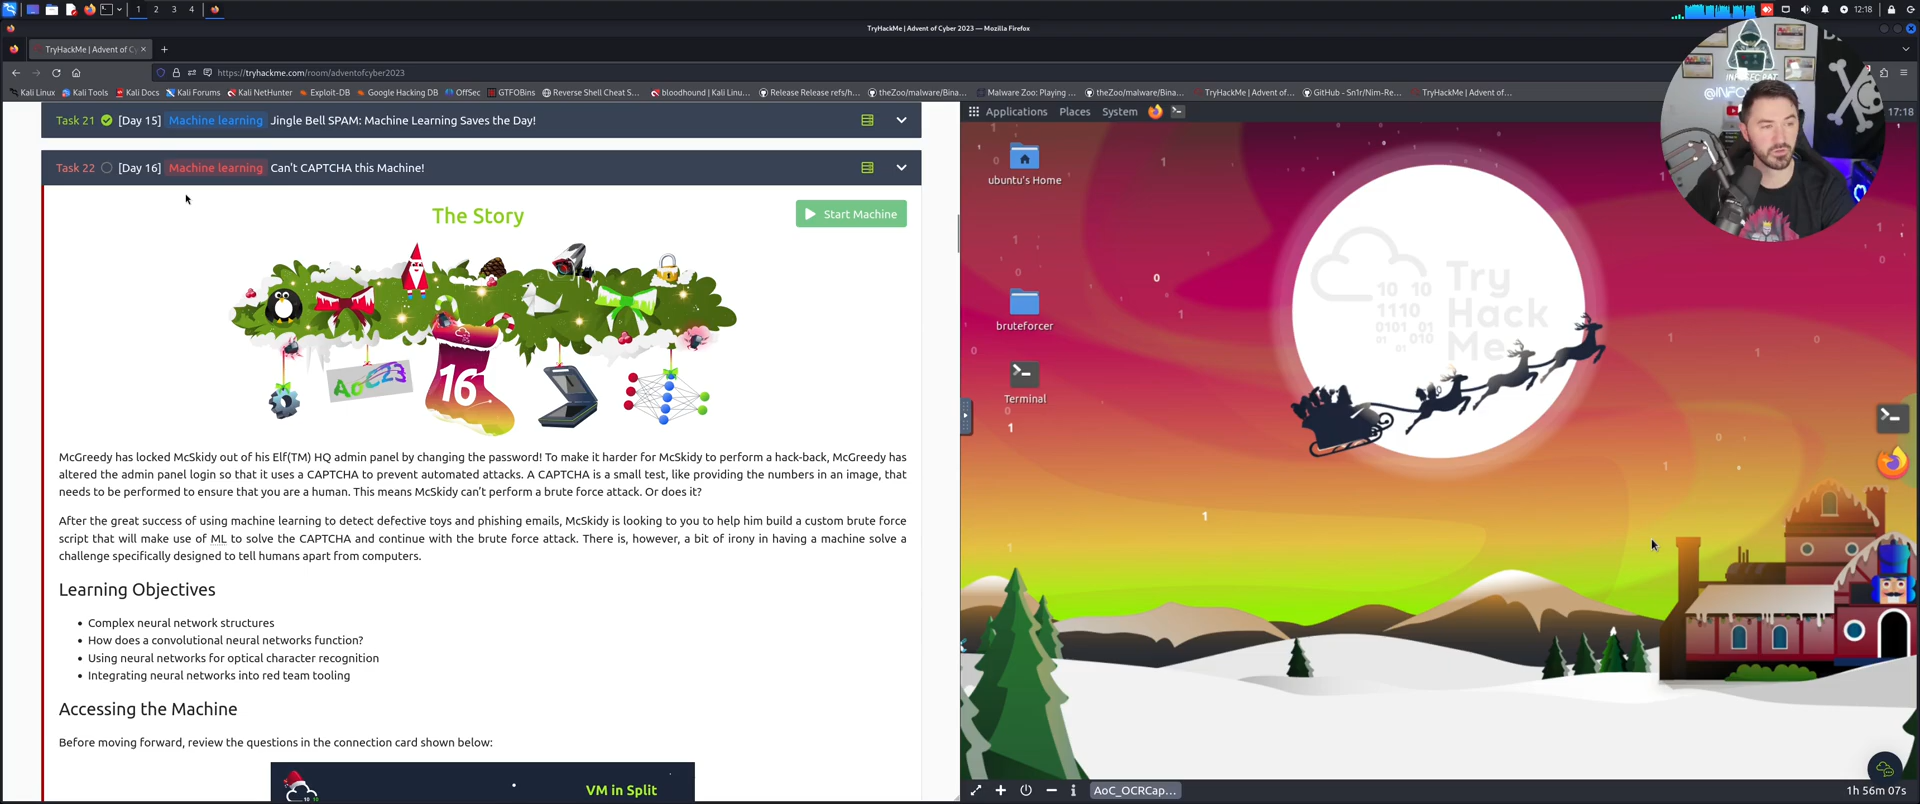 1 2 3 4
12:18
TryHackMe | Advent of Cyber 2023 — Mozilla Firefox
TryHackMe | Advent of Cy
https://tryhackme.com/room/adventofcyber2023
Kali Linux Kali Tools Kali Docs Kali Forums Kali NetHunter Exploit-DB Google Hacking DB OffSec GTFOBins Reverse Shell Cheat S... bloodhound | Kali Linu... Release Release refs/h... theZoo/malware/Bina... Malware Zoo: Playing ... theZoo/malware/Bina... TryHackMe | Advent of... GitHub - Sn1r/Nim-Re... TryHackMe | Advent of...
Task 21 [Day 15] Machine learning Jingle Bell SPAM: Machine Learning Saves the Day!
Task 22 [Day 16] Machine learning Can't CAPTCHA this Machine!
The Story
Start Machine
AoC23
16
McGreedy has locked McSkidy out of his Elf(TM) HQ admin panel by changing the password! To make it harder for McSkidy to perform a hack-back, McGreedy has
altered the admin panel login so that it uses a CAPTCHA to prevent automated attacks. A CAPTCHA is a small test, like providing the numbers in an image, that
needs to be performed to ensure that you are a human. This means McSkidy can't perform a brute force attack. Or does it?
After the great success of using machine learning to detect defective toys and phishing emails, McSkidy is looking to you to help him build a custom brute force
script that will make use of ML to solve the CAPTCHA and continue with the brute force attack. There is, however, a bit of irony in having a machine solve a
challenge specifically designed to tell humans apart from computers.
Learning Objectives
• Complex neural network structures
• How does a convolutional neural networks function?
• Using neural networks for optical character recognition
• Integrating neural networks into red team tooling
Accessing the Machine
Before moving forward, review the questions in the connection card shown below:
VM in Split
Applications Places System
17:18
ubuntu's Home
bruteforcer
Terminal
Try
Hack
Me
10 10
1110
0101 01
01 01
AoC_OCRCap...
1h 56m 07s